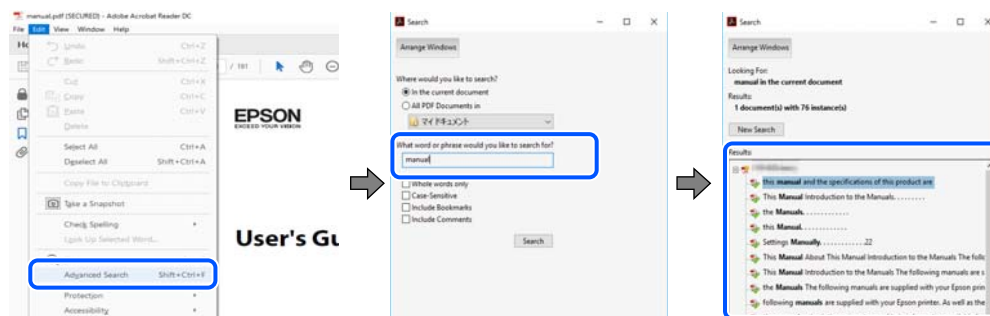 manual.pdf (SECURED) - Adobe Acrobat Reader DC
File Edit View Window Help
Undo Ctrl+Z
Redo Shift+Ctrl+Z
Cut Ctrl+X
Copy Ctrl+C
Paste Ctrl+V
Delete
Select All Ctrl+A
Deselect All Shift+Ctrl+A
Copy File to Clipboard
Take a Snapshot
Check Spelling
Look Up Selected Word...
Advanced Search Shift+Ctrl+F
Protection
Accessibility
/ 191
EPSON
EXCEED YOUR VISION
User's Gu
Search
Arrange Windows
Where would you like to search?
In the current document
All PDF Documents in
マイ ドキュメント
What word or phrase would you like to search for?
manual
Whole words only
Case-Sensitive
Include Bookmarks
Include Comments
Search
Search
Arrange Windows
Looking For:
manual in the current document
Results:
1 document(s) with 76 instance(s)
New Search
Results:
this manual and the specifications of this product are
This Manual Introduction to the Manuals. . . . . . . . .
the Manuals. . . . . . . . . . . . .
this Manual. . . . . . . . . . . . .
Settings Manually. . . . . . . . . . . . .22
This Manual About This Manual Introduction to the Manuals The follo
This Manual Introduction to the Manuals The following manuals are s
the Manuals The following manuals are supplied with your Epson prin
following manuals are supplied with your Epson printer. As well as the